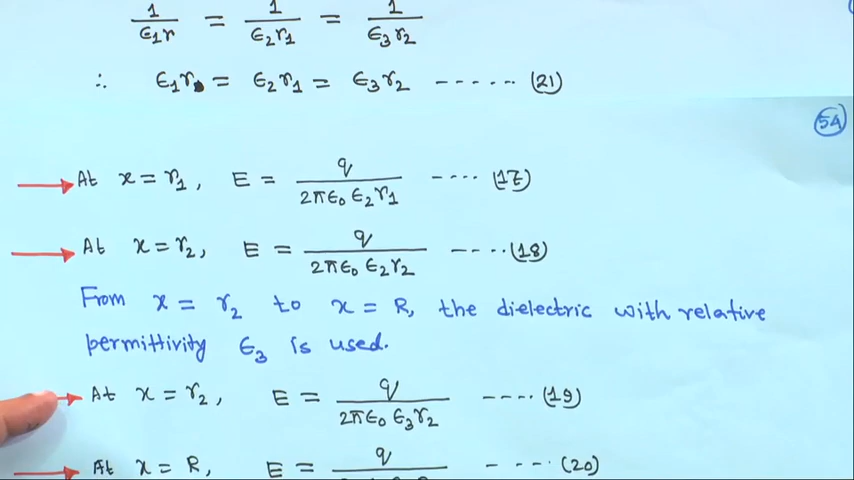 1/ϵ₁r = 1/ϵ₂r₁ = 1/ϵ₃r₂
∴ ϵ₁r = ϵ₂r₁ = ϵ₃r₂ ------ (21)
54
At x = r₁, E = q/2πϵ₀ϵ₂r₁ ---- (17)
At x = r₂, E = q/2πϵ₀ϵ₂r₂ ---- (18)
From x = r₂ to x = R, the dielectric with relative
permittivity ϵ₃ is used.
At x = r₂, E = q/2πϵ₀ϵ₃r₂ ---- (19)
At x = R, E = q ---- (20)